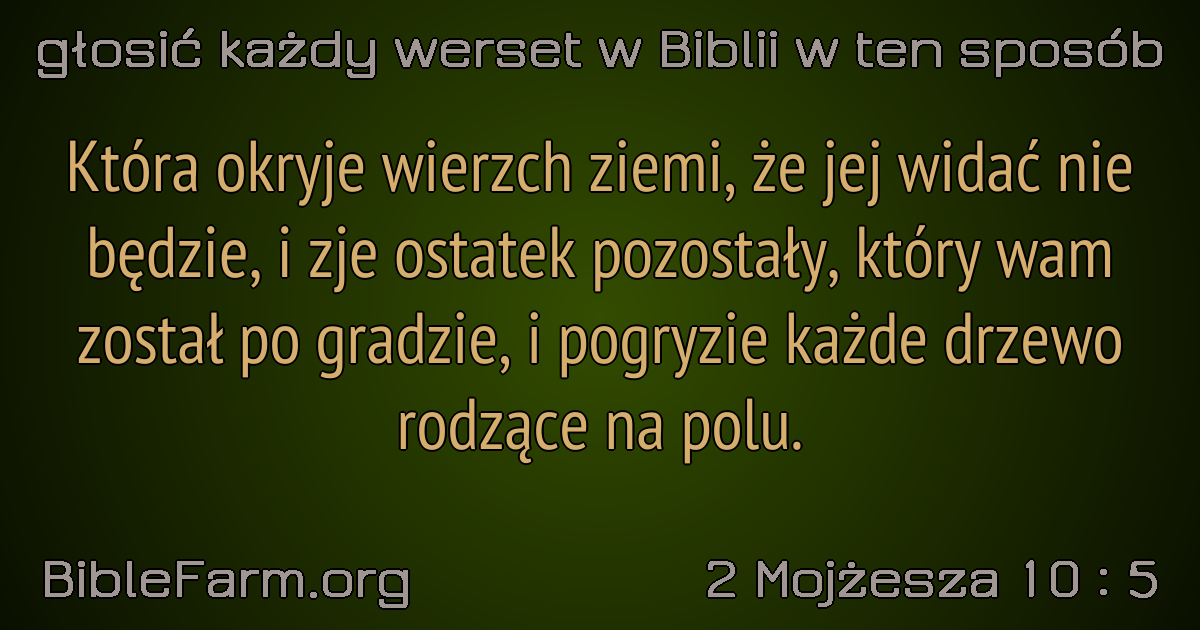 głosić każdy werset w Biblii w ten sposób
Która okryje wierzch ziemi, że jej widać nie
będzie, i zje ostatek pozostały, który wam
został po gradzie, i pogryzie każde drzewo
rodzące na polu.
BibleFarm.org
2 Mojżesza 10 : 5